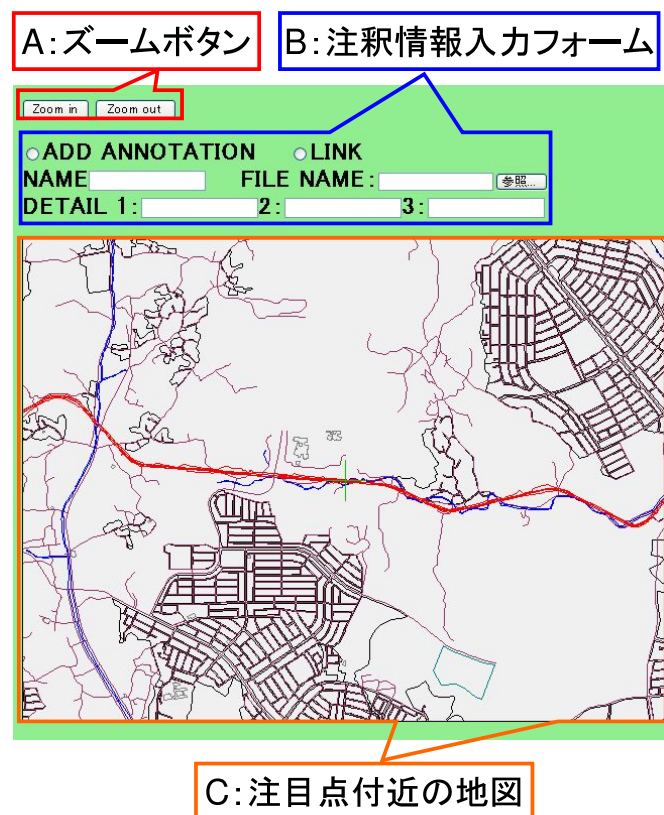 A:ズームボタン
B:注釈情報入力フォーム
Zoom in Zoom out
ADD ANNOTATION LINK
NAME FILE NAME: 参照...
DETAIL 1: 2: 3:
C:注目点付近の地図